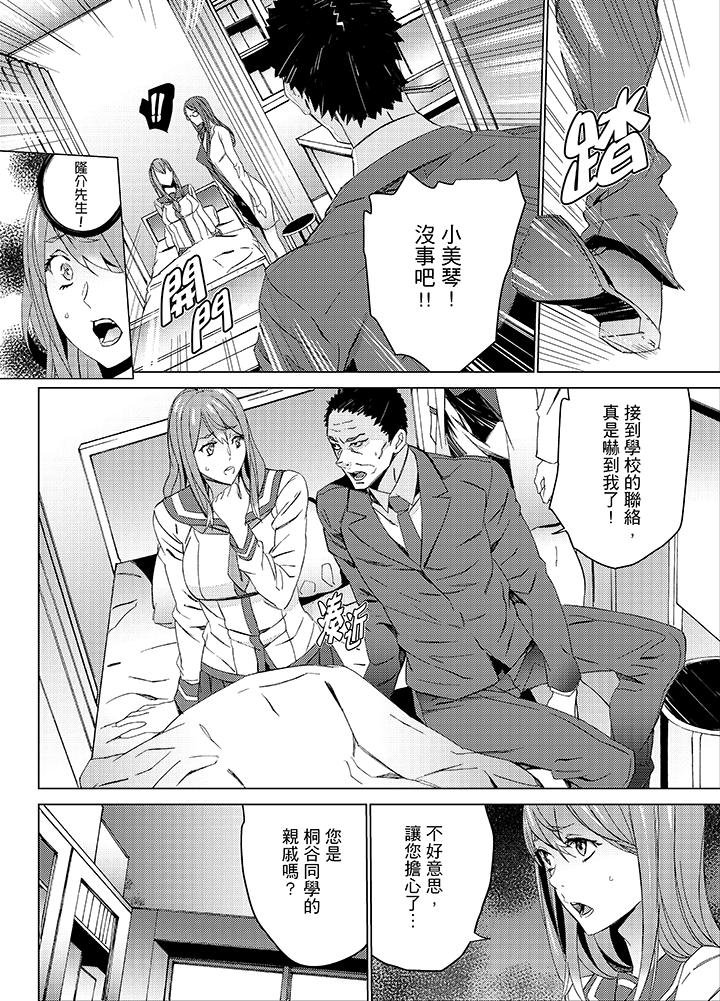 踏
小美琴！
沒事吧！！
開門
！！
隆介先生！
接到學校的聯絡，
真是嚇到我了！
湊近
不好意思，
讓您擔心了…
您是
桐谷同學的
親戚嗎？